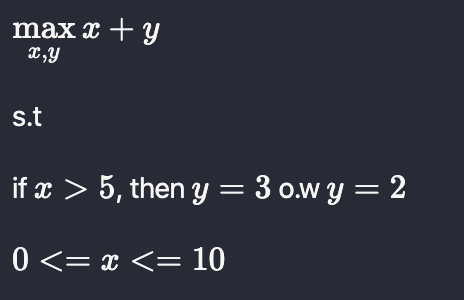 max x + y
x,y
s.t
if x > 5, then y = 3 o.w y = 2
0 <= x <= 10